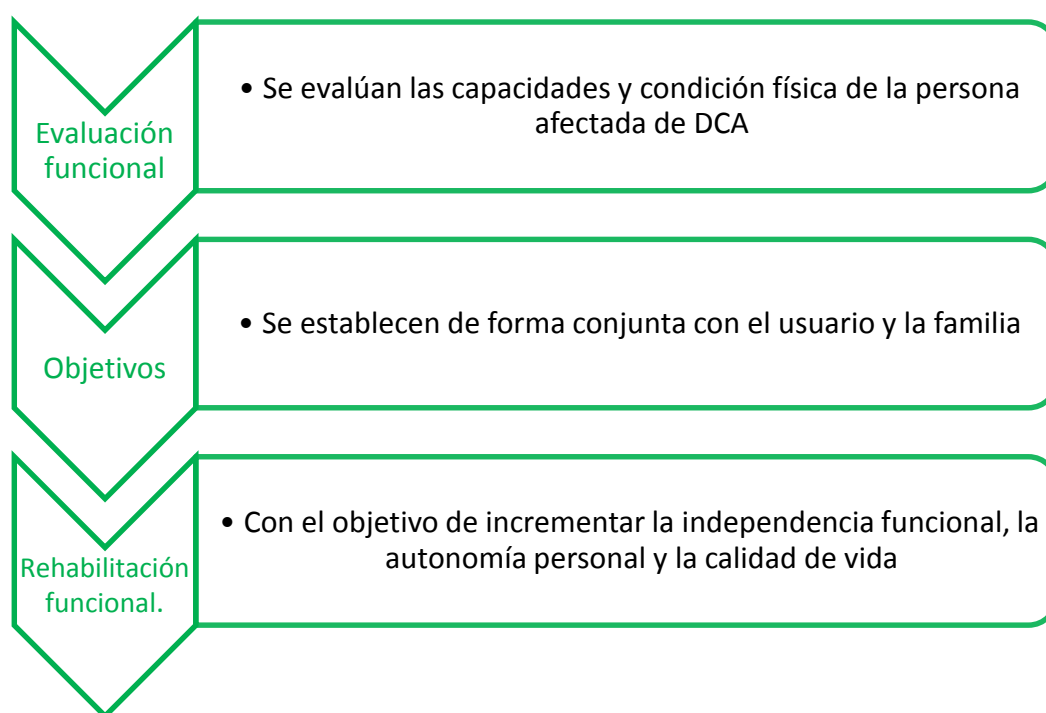 Evaluación
funcional
• Se evalúan las capacidades y condición física de la persona
afectada de DCA
Objetivos
• Se establecen de forma conjunta con el usuario y la familia
Rehabilitación
funcional.
• Con el objetivo de incrementar la independencia funcional, la
autonomía personal y la calidad de vida